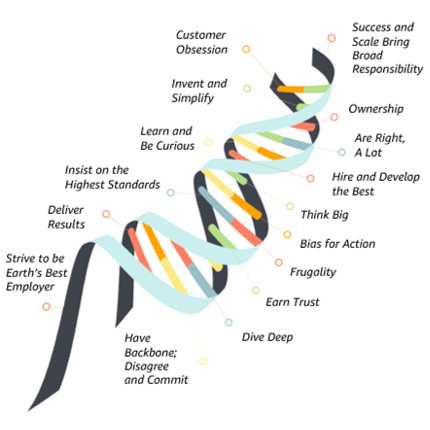 Customer
Obsession
Success and
Scale Bring
Broad
Responsibility
Invent and
Simplify
Ownership
Learn and
Be Curious
Are Right,
A Lot
Insist on the
Highest Standards
Hire and Develop
the Best
Deliver
Results
Think Big
Bias for Action
Strive to be
Earth's Best
Employer
Frugality
Earn Trust
Have
Backbone;
Disagree
and Commit
Dive Deep